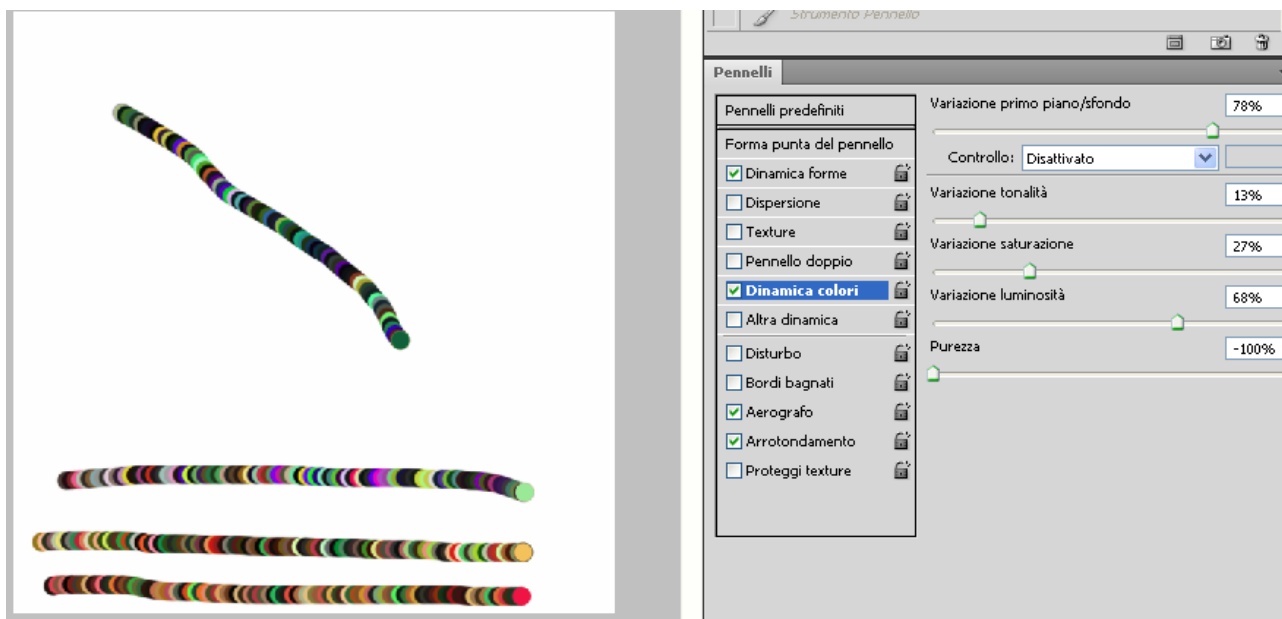 Strumento Pennello
Pennelli
Pennelli predefiniti
Forma punta del pennello
Dinamica forme
Dispersione
Texture
Pennello doppio
Dinamica colori
Altra dinamica
Disturbo
Bordi bagnati
Aerografo
Arrotondamento
Proteggi texture
Variazione primo piano/sfondo 78%
Controllo: Disattivato
Variazione tonalità 13%
Variazione saturazione 27%
Variazione luminosità 68%
Purezza -100%